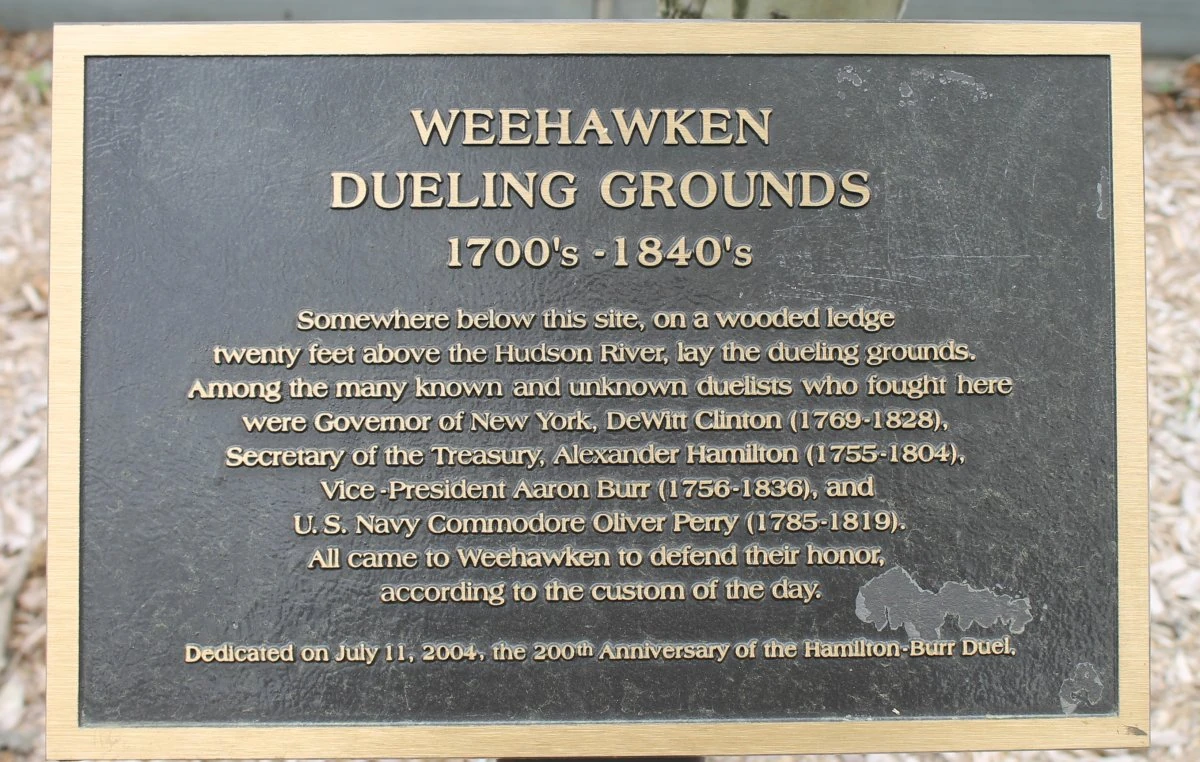 WEEHAWKEN
DUELING GROUNDS
1700's - 1840's
Somewhere below this site, on a wooded ledge
twenty feet above the Hudson River, lay the dueling grounds.
Among the many known and unknown duelists who fought here
were Governor of New York, DeWitt Clinton (1769-1828),
Secretary of the Treasury, Alexander Hamilton (1755-1804),
Vice-President Aaron Burr (1756-1836), and
U. S. Navy Commodore Oliver Perry (1785-1819).
All came to Weehawken to defend their honor,
according to the custom of the day.
Dedicated on July 11, 2004, the 200th Anniversary of the Hamilton-Burr Duel.